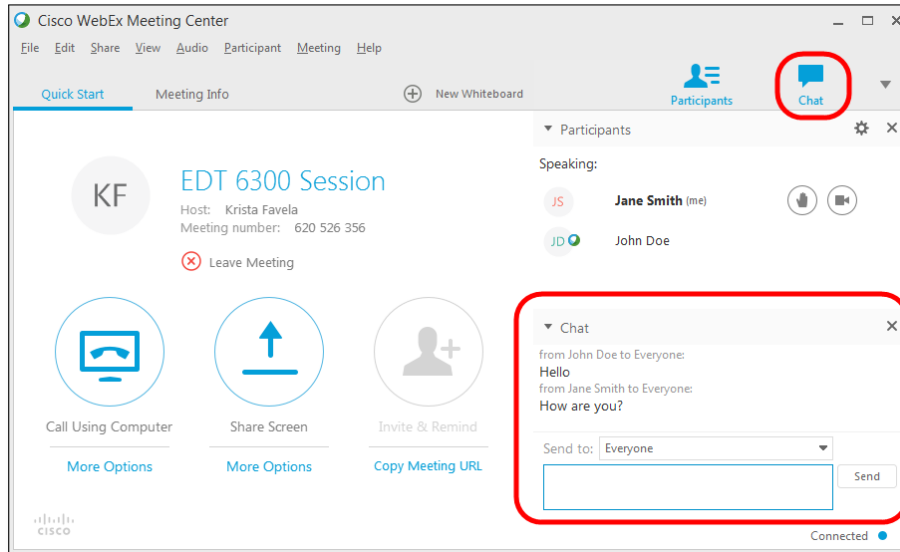 Cisco WebEx Meeting Center
File Edit Share View Audio Participant Meeting Help
Quick Start Meeting Info New Whiteboard Participants Chat
KF
EDT 6300 Session
Host: Krista Favela
Meeting number: 620 526 356
Leave Meeting
Call Using Computer Share Screen Invite & Remind
More Options More Options Copy Meeting URL
CISCO
Participants
Speaking:
JS Jane Smith (me)
JD John Doe
Chat
from John Doe to Everyone:
Hello
from Jane Smith to Everyone:
How are you?
Send to: Everyone
Send
Connected